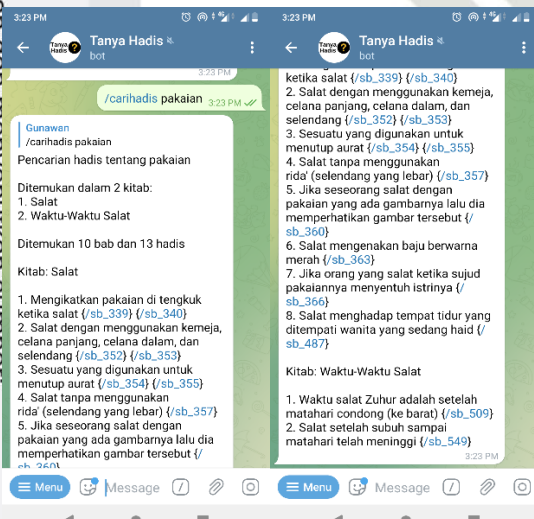 3:23 PM
Tanya Hadis
bot
Tanya Hadis ?
3:23 PM
/carihadis pakaian 3:23 PM
Gunawan
/carihadis pakaian
Pencarian hadis tentang pakaian
Ditemukan dalam 2 kitab:
1. Salat
2. Waktu-Waktu Salat
Ditemukan 10 bab dan 13 hadis
Kitab: Salat
1. Mengikatkan pakaian di tengkuk
ketika salat {/sb_339} {/sb_340}
2. Salat dengan menggunakan kemeja,
celana panjang, celana dalam, dan
selendang {/sb_352} {/sb_353}
3. Sesuatu yang digunakan untuk
menutup aurat {/sb_354} {/sb_355}
4. Salat tanpa menggunakan
rida' (selendang yang lebar) {/sb_357}
5. Jika seseorang salat dengan
pakaian yang ada gambarnya lalu dia
memperhatikan gambar tersebut {/
sb_360}
Menu
Message
3:23 PM
Tanya Hadis
bot
Tanya Hadis ?
ketika salat {/sb_339} {/sb_340}
2. Salat dengan menggunakan kemeja,
celana panjang, celana dalam, dan
selendang {/sb_352} {/sb_353}
3. Sesuatu yang digunakan untuk
menutup aurat {/sb_354} {/sb_355}
4. Salat tanpa menggunakan
rida' (selendang yang lebar) {/sb_357}
5. Jika seseorang salat dengan
pakaian yang ada gambarnya lalu dia
memperhatikan gambar tersebut {/
sb_360}
6. Salat mengenakan baju berwarna
merah {/sb_363}
7. Jika orang yang salat ketika sujud
pakaiannya menyentuh istrinya {/
sb_366}
8. Salat menghadap tempat tidur yang
ditempati wanita yang sedang haid {/
sb_487}
Kitab: Waktu-Waktu Salat
1. Waktu salat Zuhur adalah setelah
matahari condong (ke barat) {/sb_509}
2. Salat setelah subuh sampai
matahari telah meninggi {/sb_549}
3:23 PM
Menu
Message